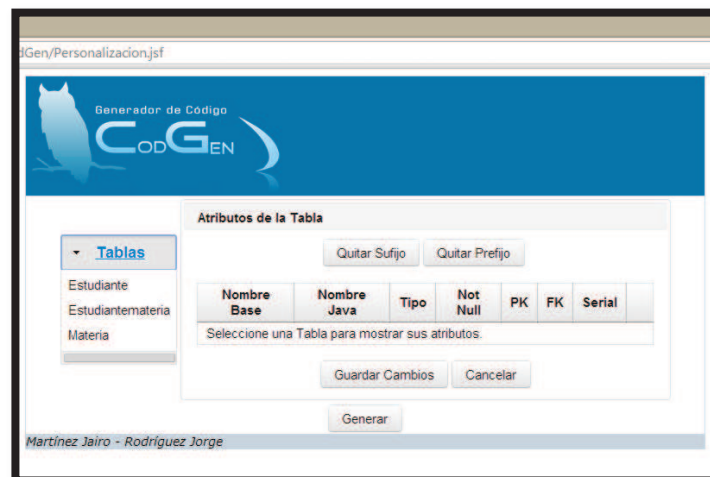 dGen/Personalizacion.jsf
Generador de Código
CODGEN
Atributos de la Tabla
Tablas
Quitar Sufijo Quitar Prefijo
Estudiante
Estudiantemateria
Materia
Nombre Base Nombre Java Tipo Not Null PK FK Serial
Seleccione una Tabla para mostrar sus atributos.
Guardar Cambios Cancelar
Generar
Martínez Jairo - Rodríguez Jorge